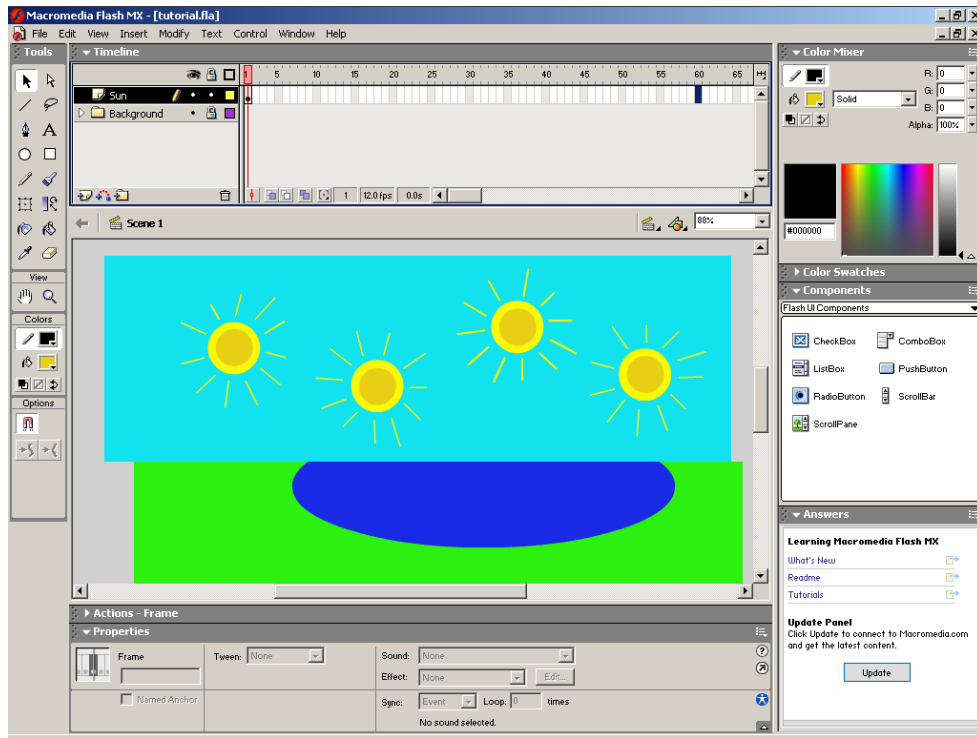 Macromedia Flash MX - [tutorial.fla]
File Edit View Insert Modify Text Control Window Help
Tools
Timeline
1 5 10 15 20 25 30 35 40 45 50 55 60 65
Sun
Background
1 12.0 fps 0.0s
Scene 1
88%
A
View
Colors
Options
Color Mixer
R: 0
Solid
G: 0
B: 0
Alpha: 100%
#000000
Color Swatches
Components
Flash UI Components
CheckBox ComboBox
ListBox PushButton
RadioButton ScrollBar
ScrollPane
Answers
Learning Macromedia Flash MX
What's New
Readme
Tutorials
Update Panel
Click Update to connect to Macromedia.com
and get the latest content.
Update
Actions - Frame
Properties
Frame
Tween: None
Sound: None
Effect: None Edit...
Named Anchor
Sync: Event Loop: 0 times
No sound selected.